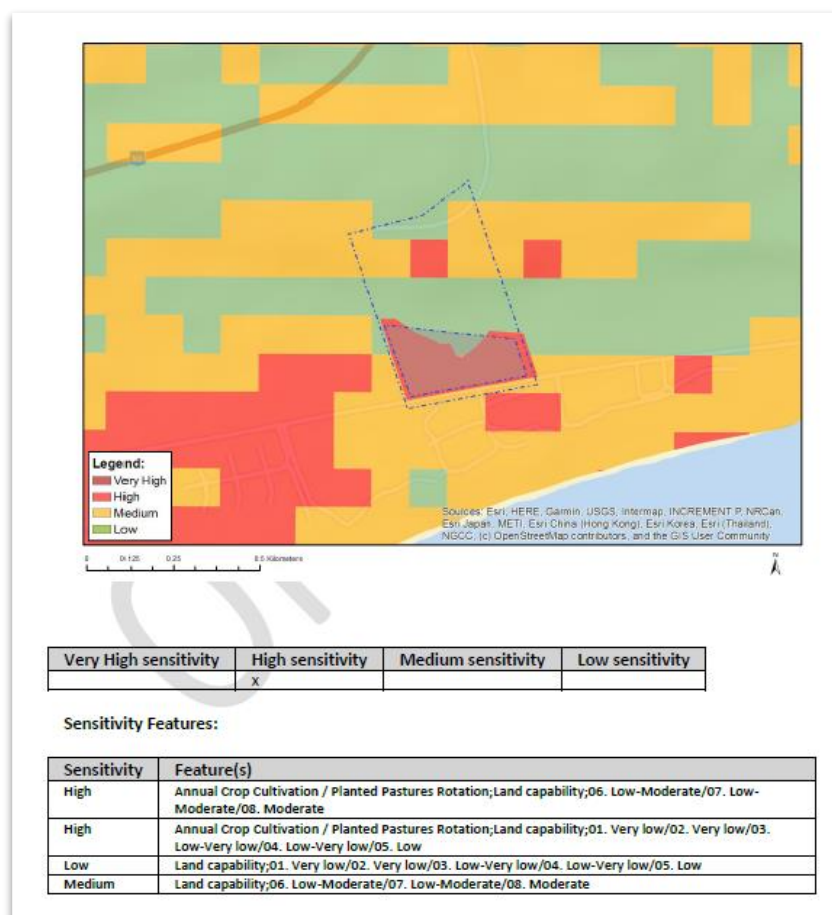 Legend:
Very High
High
Medium
Low
Sources: Esri, HERE, Garmin, USGS, Intermap, INCREMENT P, NRCan,
Esri Japan, METI, Esri China (Hong Kong), Esri Korea, Esri (Thailand),
NGCC, (c) OpenStreetMap contributors, and the GIS User Community
0 0.125 0.25 0.5 Kilometers
N
Very High sensitivity High sensitivity Medium sensitivity Low sensitivity
X
Sensitivity Features:
Sensitivity Feature(s)
High Annual Crop Cultivation / Planted Pastures Rotation;Land capability;06. Low-Moderate/07. Low-
Moderate/08. Moderate
High Annual Crop Cultivation / Planted Pastures Rotation;Land capability;01. Very low/02. Very low/03.
Low-Very low/04. Low-Very low/05. Low
Low Land capability;01. Very low/02. Very low/03. Low-Very low/04. Low-Very low/05. Low
Medium Land capability;06. Low-Moderate/07. Low-Moderate/08. Moderate